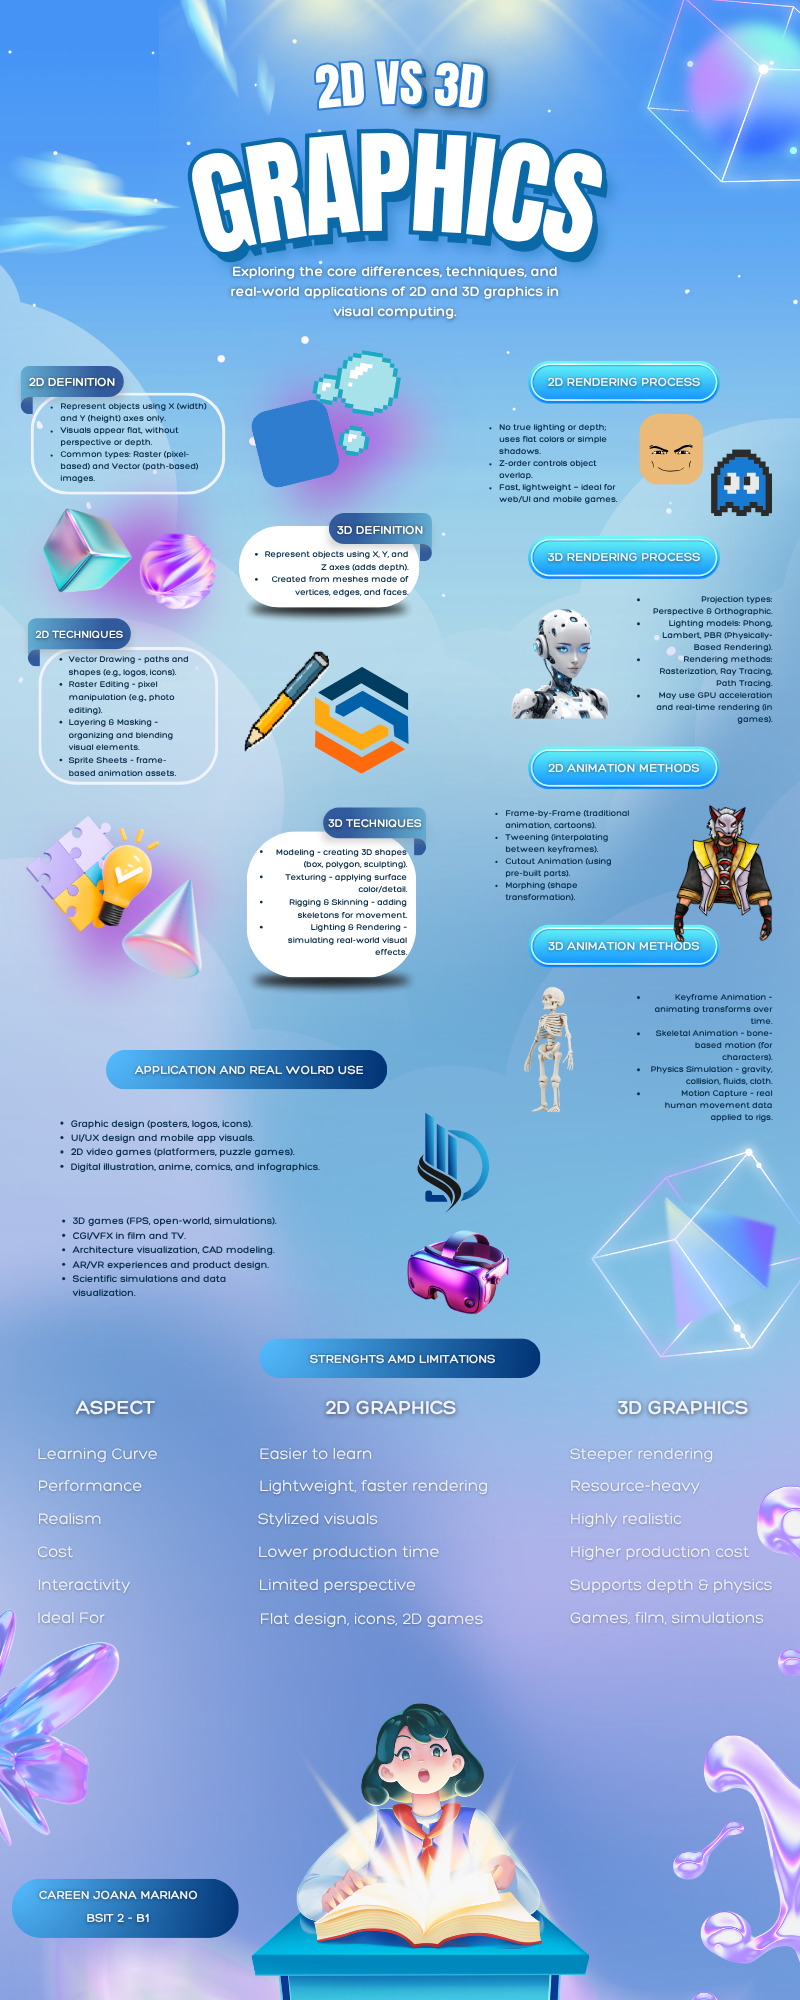 2D VS 3D
GRAPHICS
Exploring the core differences, techniques, and
real-world applications of 2D and 3D graphics in
visual computing.
2D DEFINITION
• Represent objects using X (width)
and Y (height) axes only.
• Visuals appear flat, without
perspective or depth.
• Common types: Raster (pixel-
based) and Vector (path-based)
images.
3D DEFINITION
• Represent objects using X, Y, and
Z axes (adds depth).
• Created from meshes made of
vertices, edges, and faces.
2D TECHNIQUES
• Vector Drawing - paths and
shapes (e.g., logos, icons).
• Raster Editing - pixel
manipulation (e.g., photo
editing).
• Layering & Masking -
organizing and blending
visual elements.
• Sprite Sheets - frame-
based animation assets.
3D TECHNIQUES
• Modeling - creating 3D shapes
(box, polygon, sculpting).
• Texturing - applying surface
color/detail.
• Rigging & Skinning - adding
skeletons for movement.
• Lighting & Rendering -
simulating real-world visual
effects.
2D RENDERING PROCESS
• No true lighting or depth;
uses flat colors or simple
shadows.
• Z-order controls object
overlap.
• Fast, lightweight – ideal for
web/UI and mobile games.
3D RENDERING PROCESS
• Projection types:
Perspective & Orthographic.
• Lighting models: Phong,
Lambert, PBR (Physically-
Based Rendering).
• Rendering methods:
Rasterization, Ray Tracing,
Path Tracing.
• May use GPU acceleration
and real-time rendering (in
games).
2D ANIMATION METHODS
• Frame-by-Frame (traditional
animation, cartoons).
• Tweening (interpolating
between keyframes).
• Cutout Animation (using
pre-built parts).
• Morphing (shape
transformation).
3D ANIMATION METHODS
• Keyframe Animation -
animating transforms over
time.
• Skeletal Animation - bone-
based motion (for
characters).
• Physics Simulation - gravity,
collision, fluids, cloth.
• Motion Capture - real
human movement data
applied to rigs.
APPLICATION AND REAL WOLRD USE
• Graphic design (posters, logos, icons).
• UI/UX design and mobile app visuals.
• 2D video games (platformers, puzzle games).
• Digital illustration, anime, comics, and infographics.
• 3D games (FPS, open-world, simulations).
• CGI/VFX in film and TV.
• Architecture visualization, CAD modeling.
• AR/VR experiences and product design.
• Scientific simulations and data
visualization.
STRENGHTS AMD LIMITATIONS
ASPECT 2D GRAPHICS 3D GRAPHICS
Learning Curve Easier to learn Steeper rendering
Performance Lightweight, faster rendering Resource-heavy
Realism Stylized visuals Highly realistic
Cost Lower production time Higher production cost
Interactivity Limited perspective Supports depth & physics
Ideal For Flat design, icons, 2D games Games, film, simulations
CAREEN JOANA MARIANO
BSIT 2 - B1